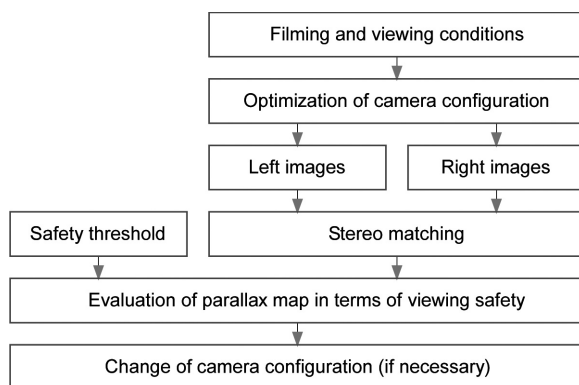 Filming and viewing conditions
Optimization of camera configuration
Left images
Right images
Safety threshold
Stereo matching
Evaluation of parallax map in terms of viewing safety
Change of camera configuration (if necessary)